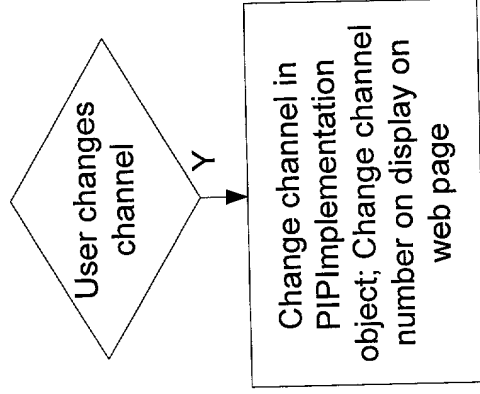 User changes
channel
Y
Change channel in
PIPImplementation
object; Change channel
number on display on
web page